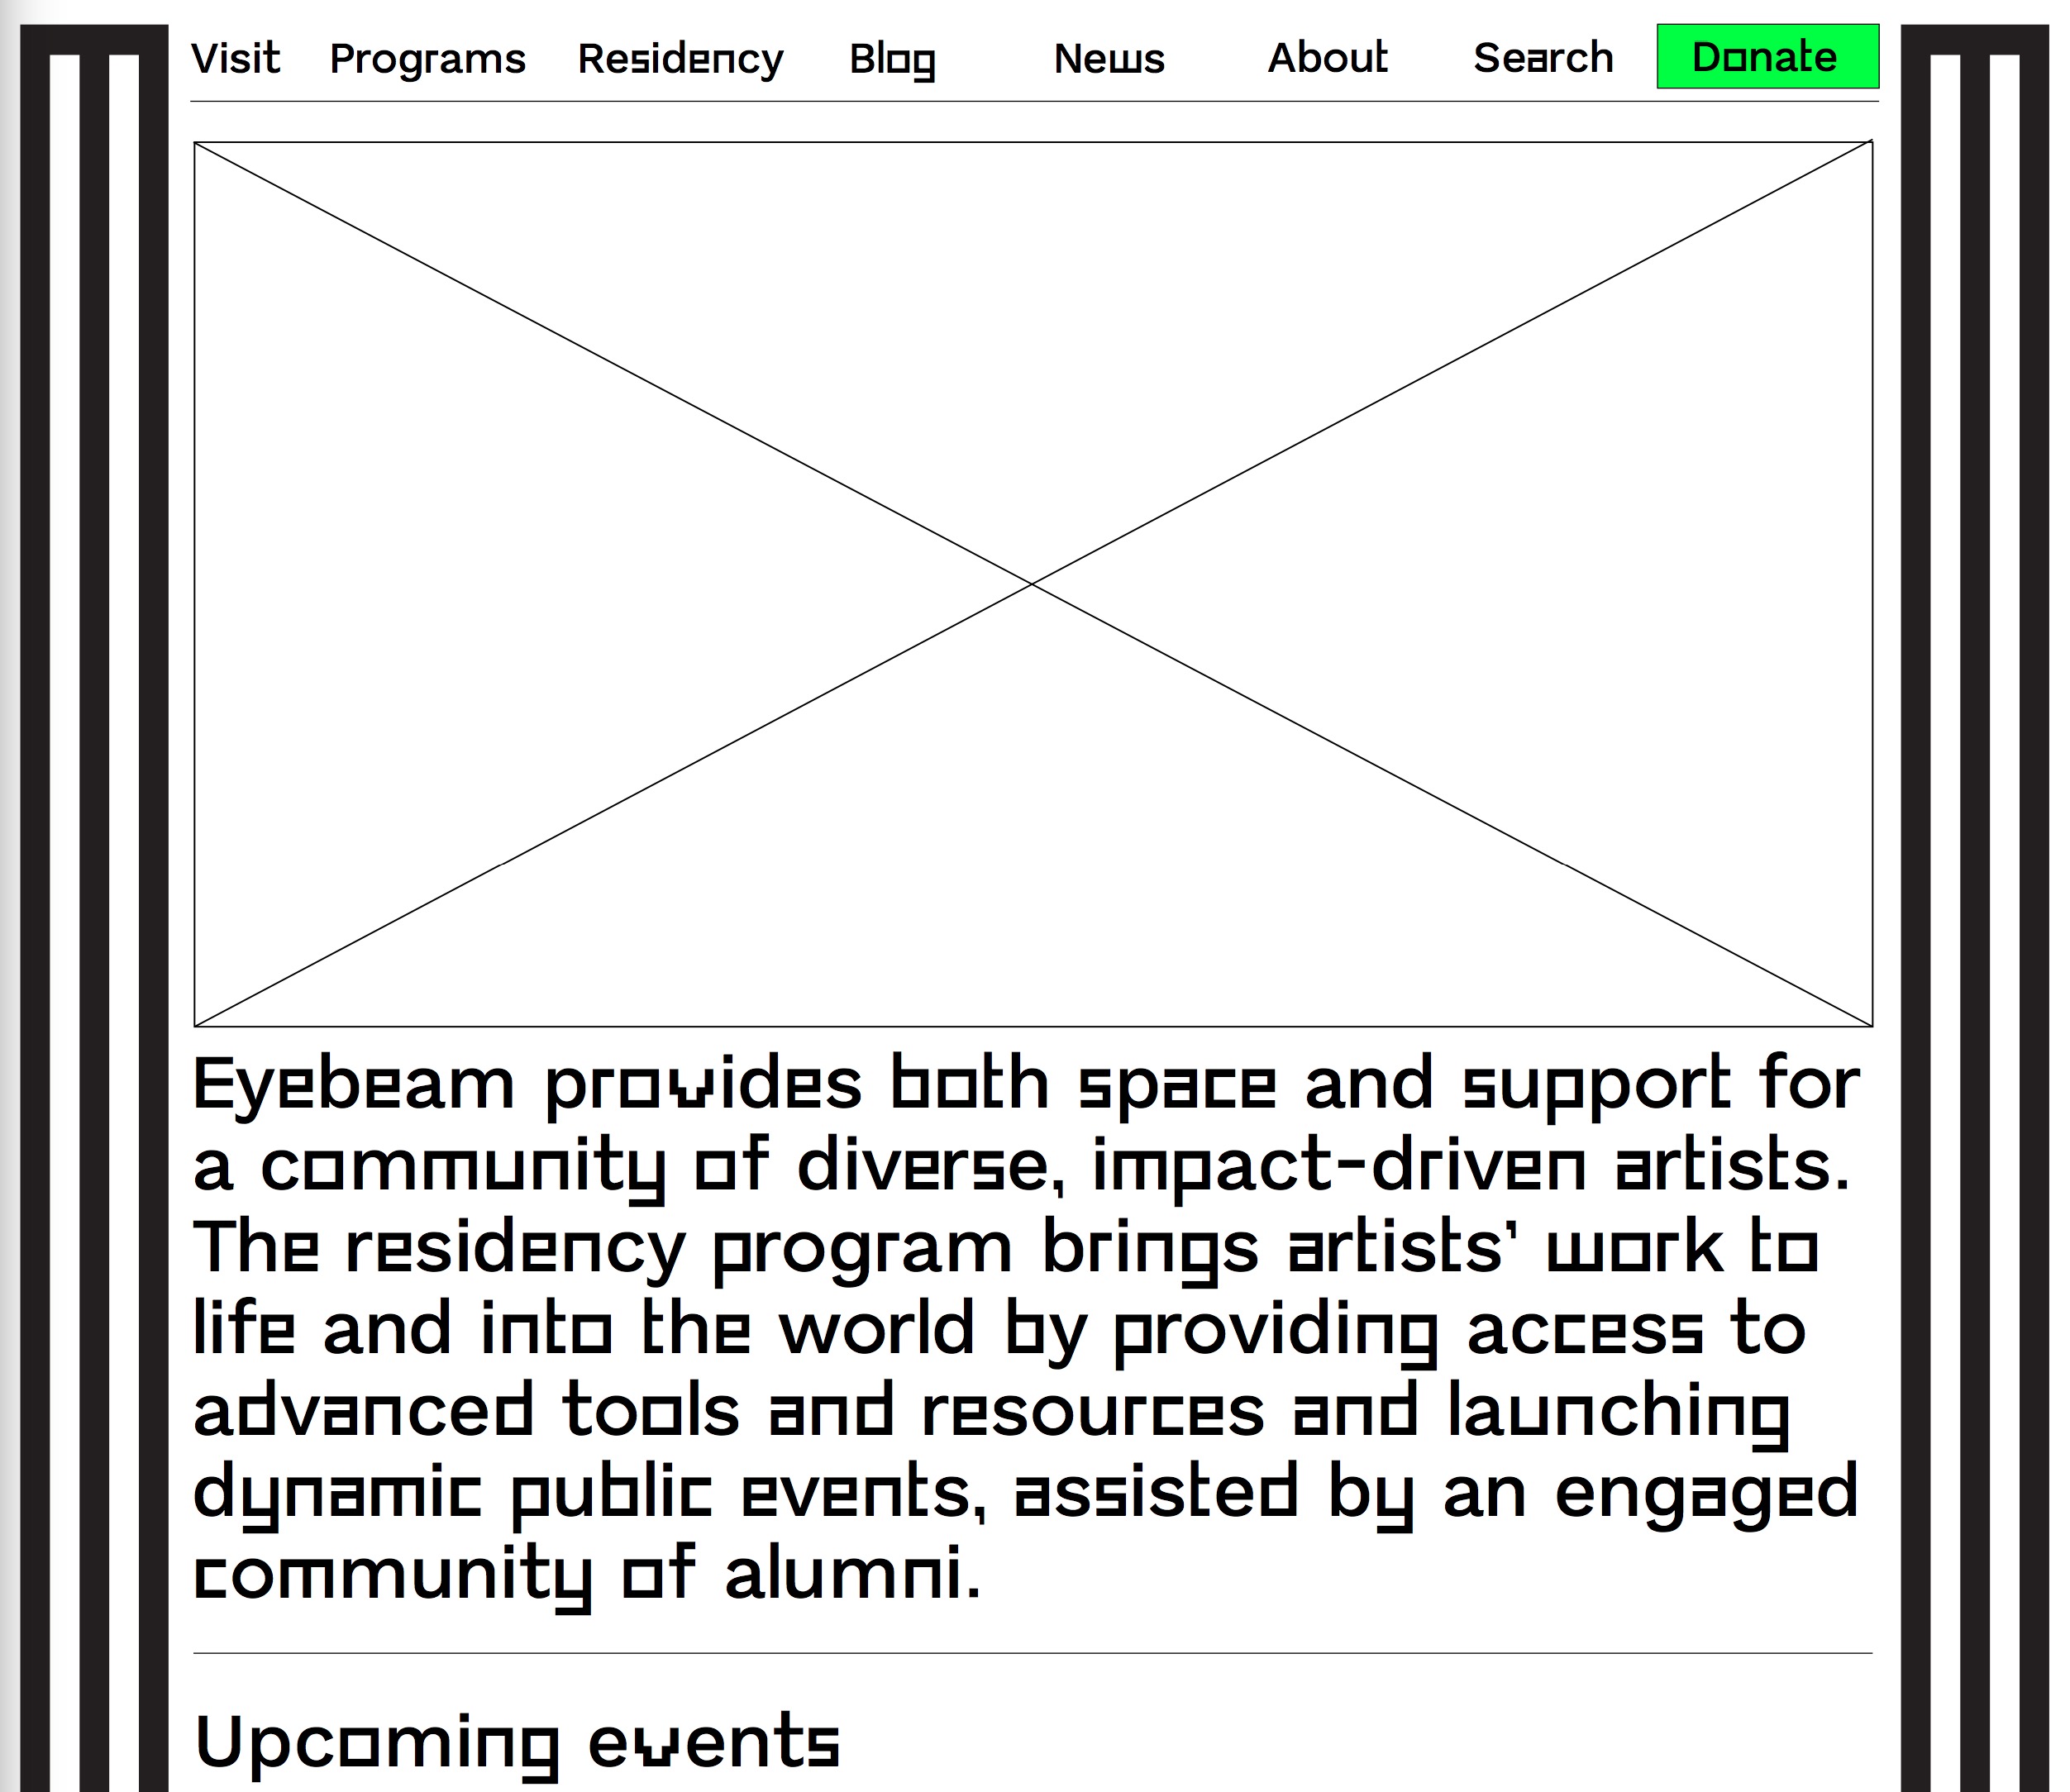 Visit Programs Residency Blog News About Search Donate
Eyebeam provides both space and support for
a community of diverse, impact-driven artists.
The residency program brings artists’ work to
life and into the world by providing access to
advanced tools and resources and launching
dynamic public events, assisted by an engaged
community of alumni.
Upcoming events